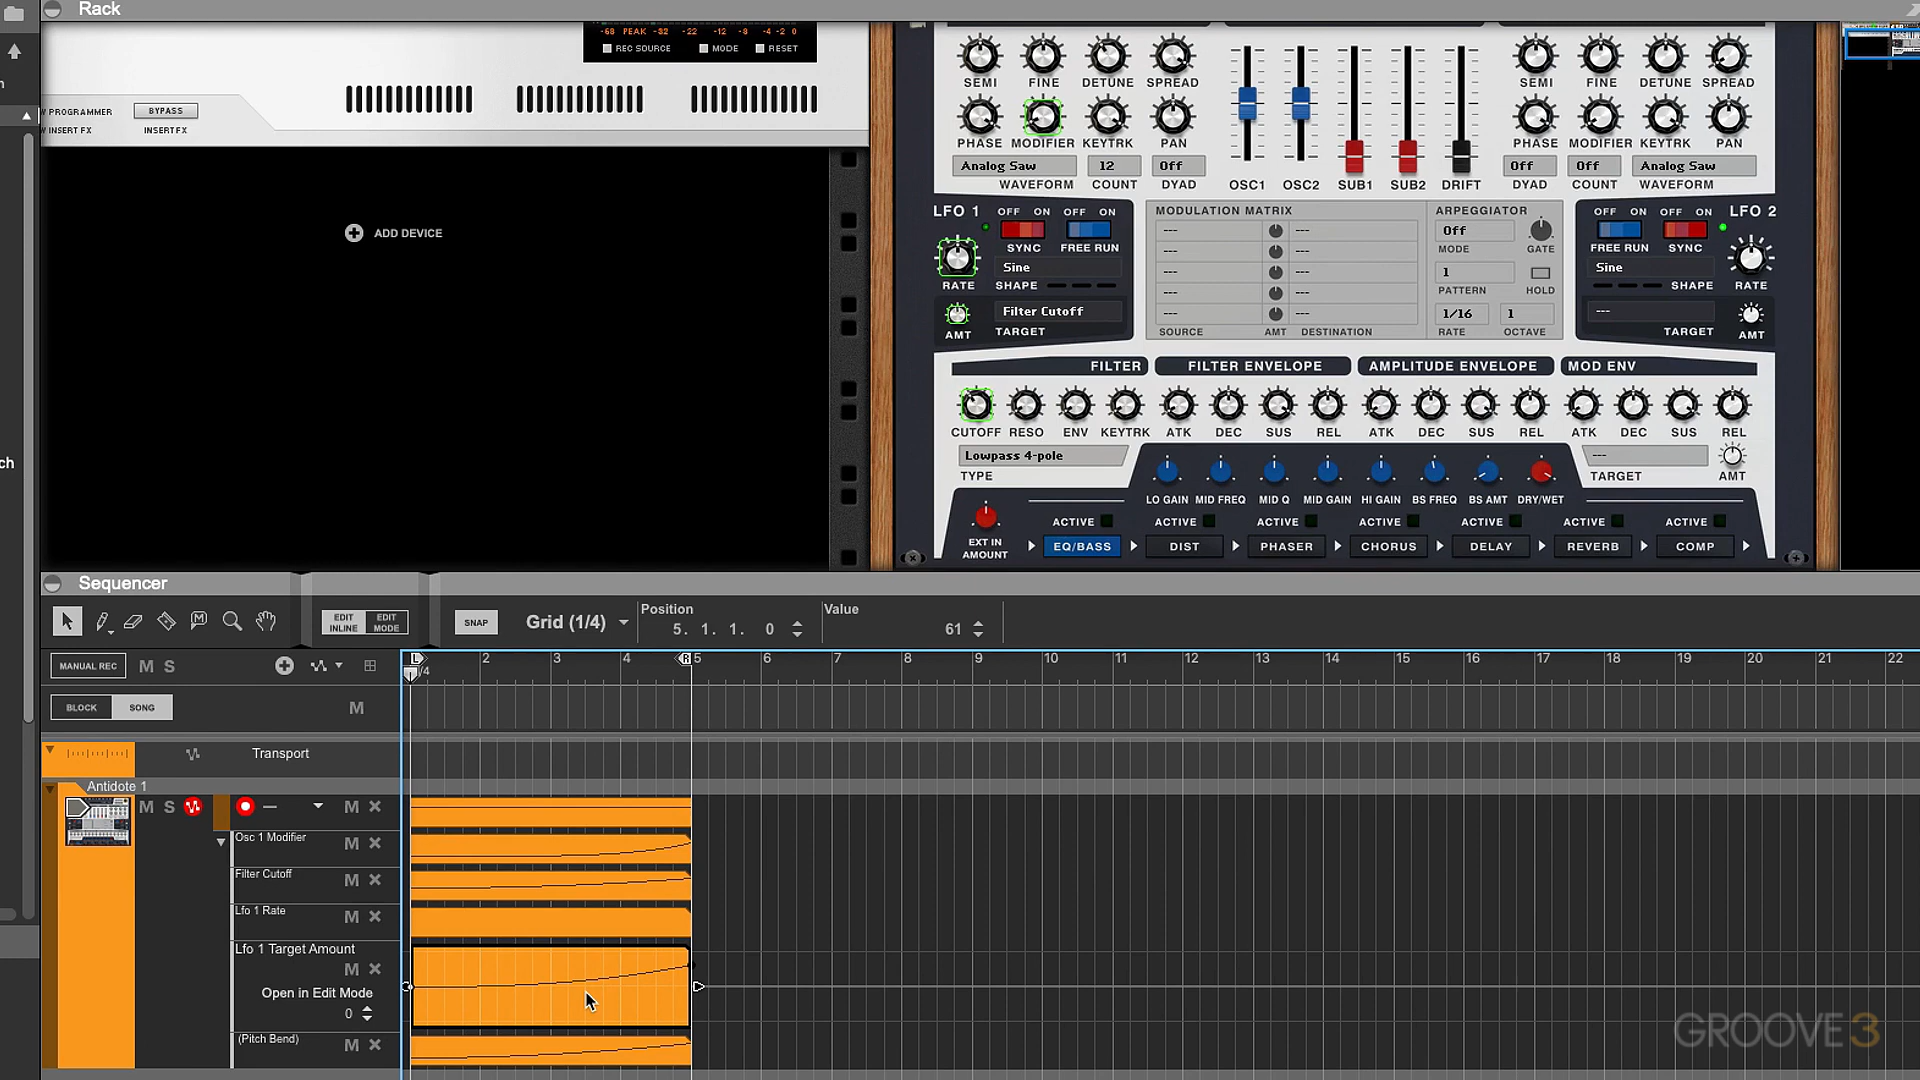 Rack
-68 PEAK -32 -22 -12 -8 -4 -2 0
REC SOURCE MODE RESET
PROGRAMMER BYPASS
INSERT FX INSERT FX
ADD DEVICE
SEMI FINE DETUNE SPREAD SEMI FINE DETUNE SPREAD
PHASE MODIFIER KEYTRK PAN PHASE MODIFIER KEYTRK PAN
Analog Saw 12 Off Off Off Analog Saw
WAVEFORM COUNT DYAD OSC1 OSC2 SUB1 SUB2 DRIFT DYAD COUNT WAVEFORM
LFO 1 OFF ON OFF ON MODULATION MATRIX ARPEGGIATOR OFF ON OFF ON LFO 2
--- --- Off
SYNC FREE RUN MODE GATE FREE RUN SYNC
--- ---
Sine --- --- 1 Sine
RATE SHAPE PATTERN HOLD SHAPE RATE
--- ---
Filter Cutoff --- --- 1/16 1 ---
AMT TARGET SOURCE AMT DESTINATION RATE OCTAVE TARGET AMT
FILTER FILTER ENVELOPE AMPLITUDE ENVELOPE MOD ENV
CUTOFF RESO ENV KEYTRK ATK DEC SUS REL ATK DEC SUS REL ATK DEC SUS REL
Lowpass 4-pole ---
TYPE TARGET AMT
LO GAIN MID FREQ MID Q MID GAIN HI GAIN BS FREQ BS AMT DRY/WET
ACTIVE ACTIVE ACTIVE ACTIVE ACTIVE ACTIVE ACTIVE
EXT IN AMOUNT EQ/BASS DIST PHASER CHORUS DELAY REVERB COMP
ch
Sequencer
EDIT INLINE EDIT MODE SNAP Grid (1/4) Position 5. 1. 1. 0 Value 61
MANUAL REC M S L 2 3 4 R 5 6 7 8 9 10 11 12 13 14 15 16 17 18 19 20 21 22
/4
BLOCK SONG M
Transport
Antidote 1
M S M
Osc 1 Modifier
M
Filter Cutoff
M
Lfo 1 Rate
M
Lfo 1 Target Amount
M
Open in Edit Mode
0
(Pitch Bend)
M
GROOVE3